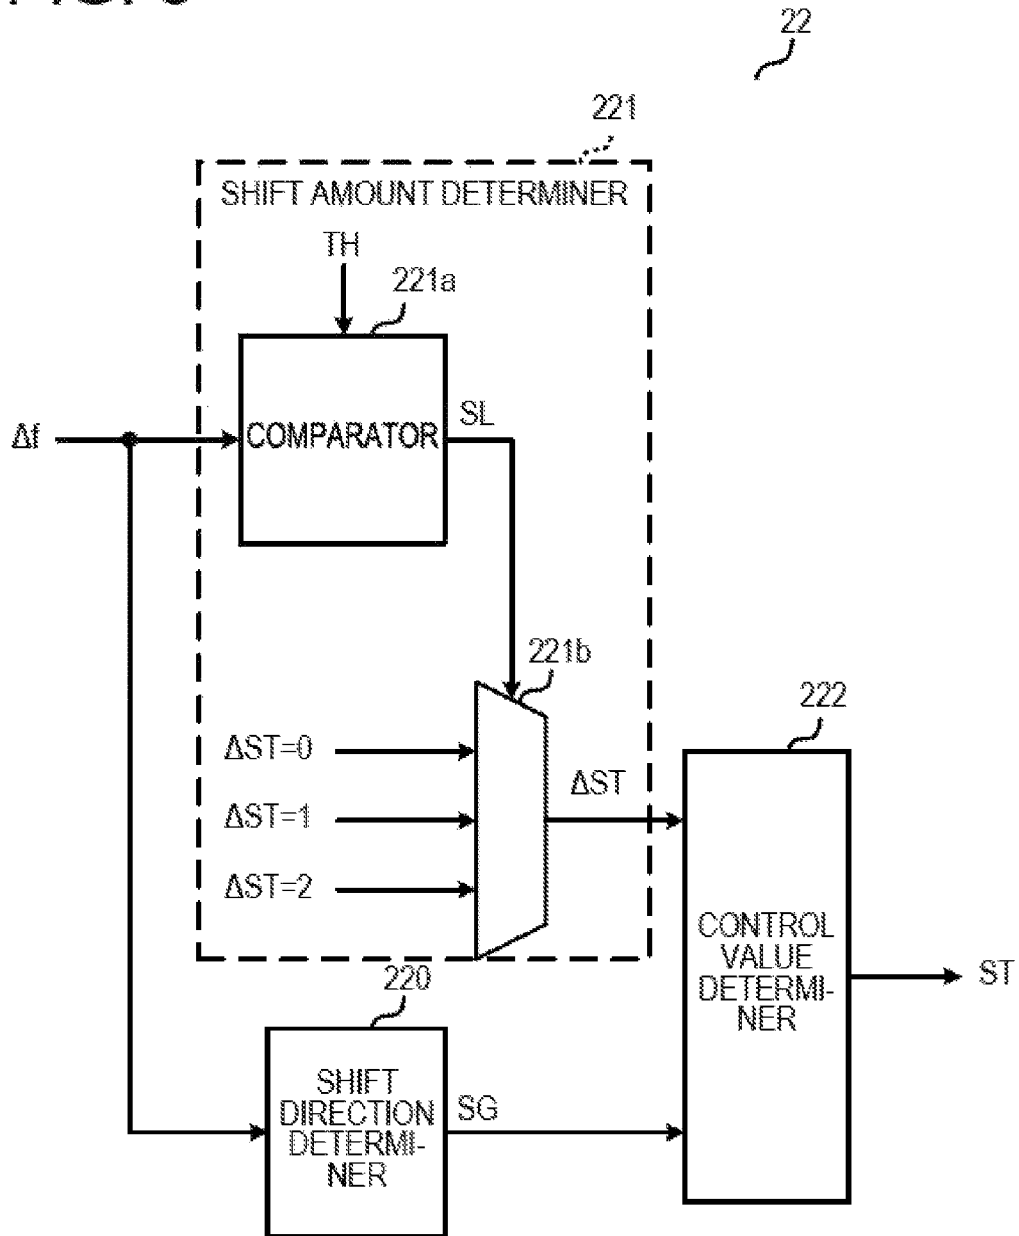 22
221
SHIFT AMOUNT DETERMINER
TH
221a
COMPARATOR
SL
Δf
221b
ΔST=0
ΔST=1
ΔST=2
ΔST
222
CONTROL
VALUE
DETERMI-
NER
ST
220
SHIFT
DIRECTION
DETERMI-
NER
SG